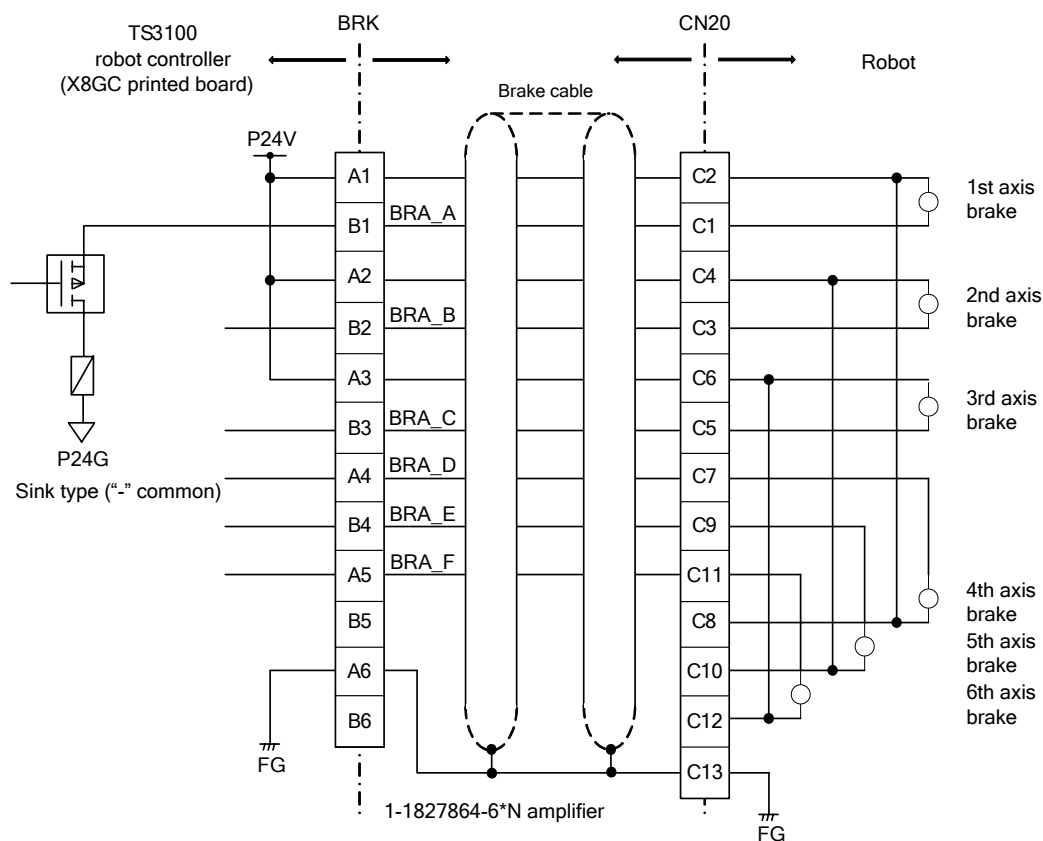 TS3100
robot controller
(X8GC printed board)
BRK
CN20
Robot
Brake cable
P24V
A1
C2
1st axis
brake
B1
BRA_A
C1
A2
C4
2nd axis
brake
B2
BRA_B
C3
A3
C6
3rd axis
brake
B3
BRA_C
C5
P24G
Sink type ("-" common)
A4
BRA_D
C7
B4
BRA_E
C9
A5
BRA_F
C11
B5
C8
4th axis
brake
A6
C10
5th axis
brake
B6
C12
6th axis
brake
FG
C13
1-1827864-6*N amplifier
FG